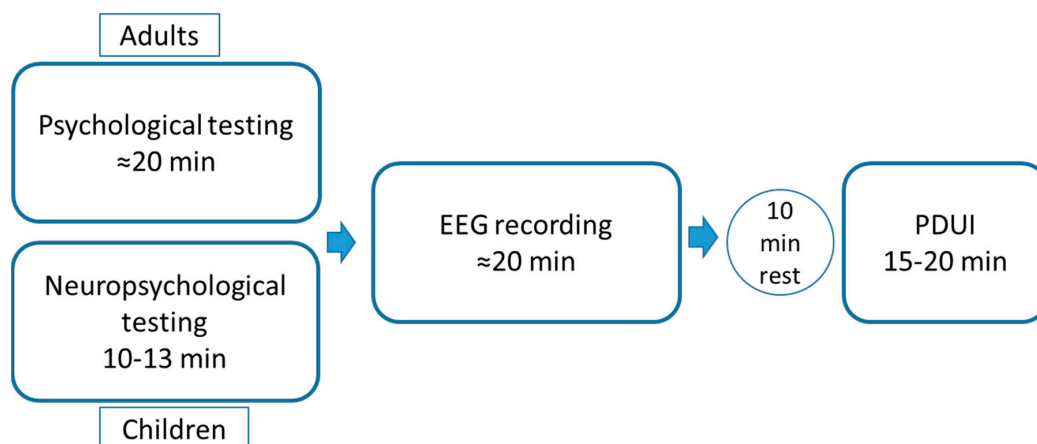 Adults
Psychological testing
≈20 min
Neuropsychological
testing
10-13 min
Children
EEG recording
≈20 min
10
min
rest
PDUI
15-20 min